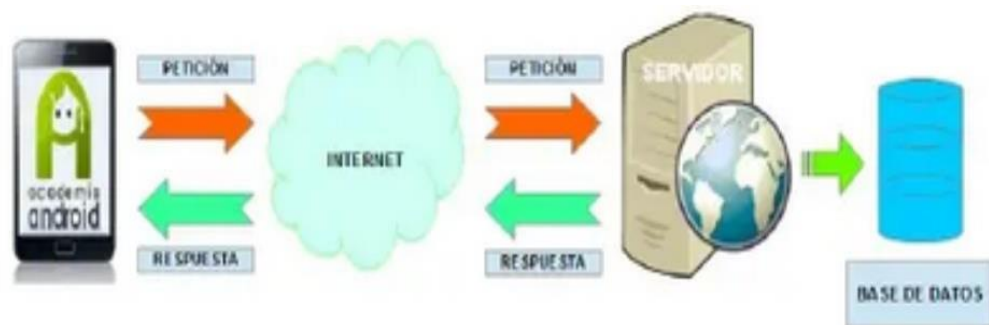 PETICIÓN
PETICIÓN
SERVIDOR
INTERNET
academia
android
RESPUESTA
RESPUESTA
BASE DE DATOS